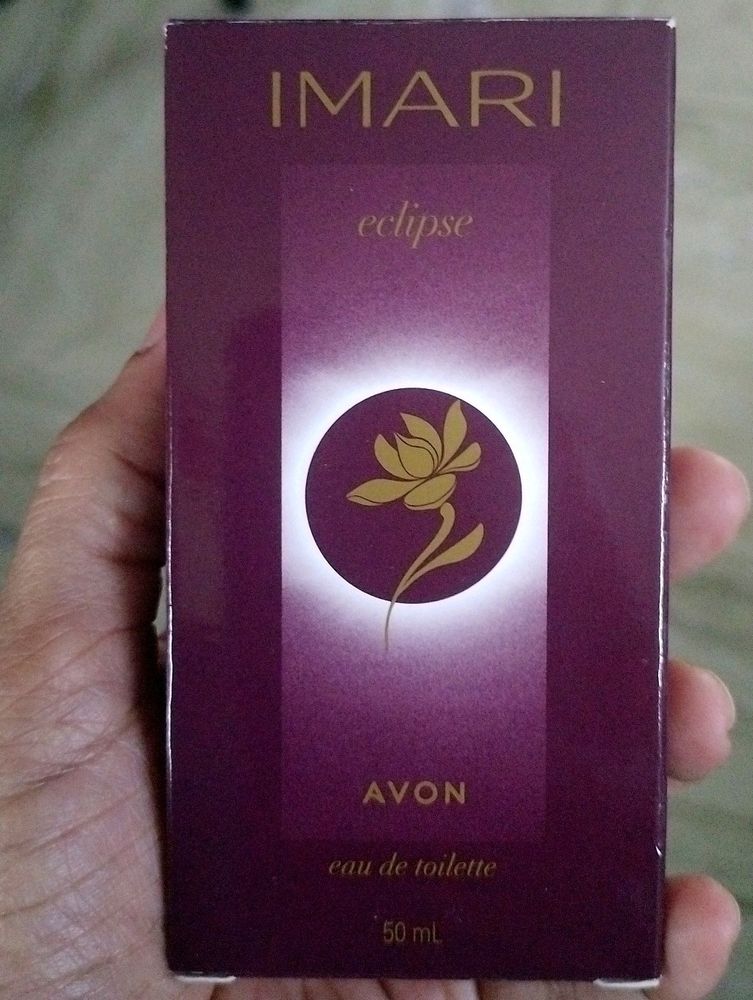 IMARI
eclipse
AVON
eau de toilette
50 mL